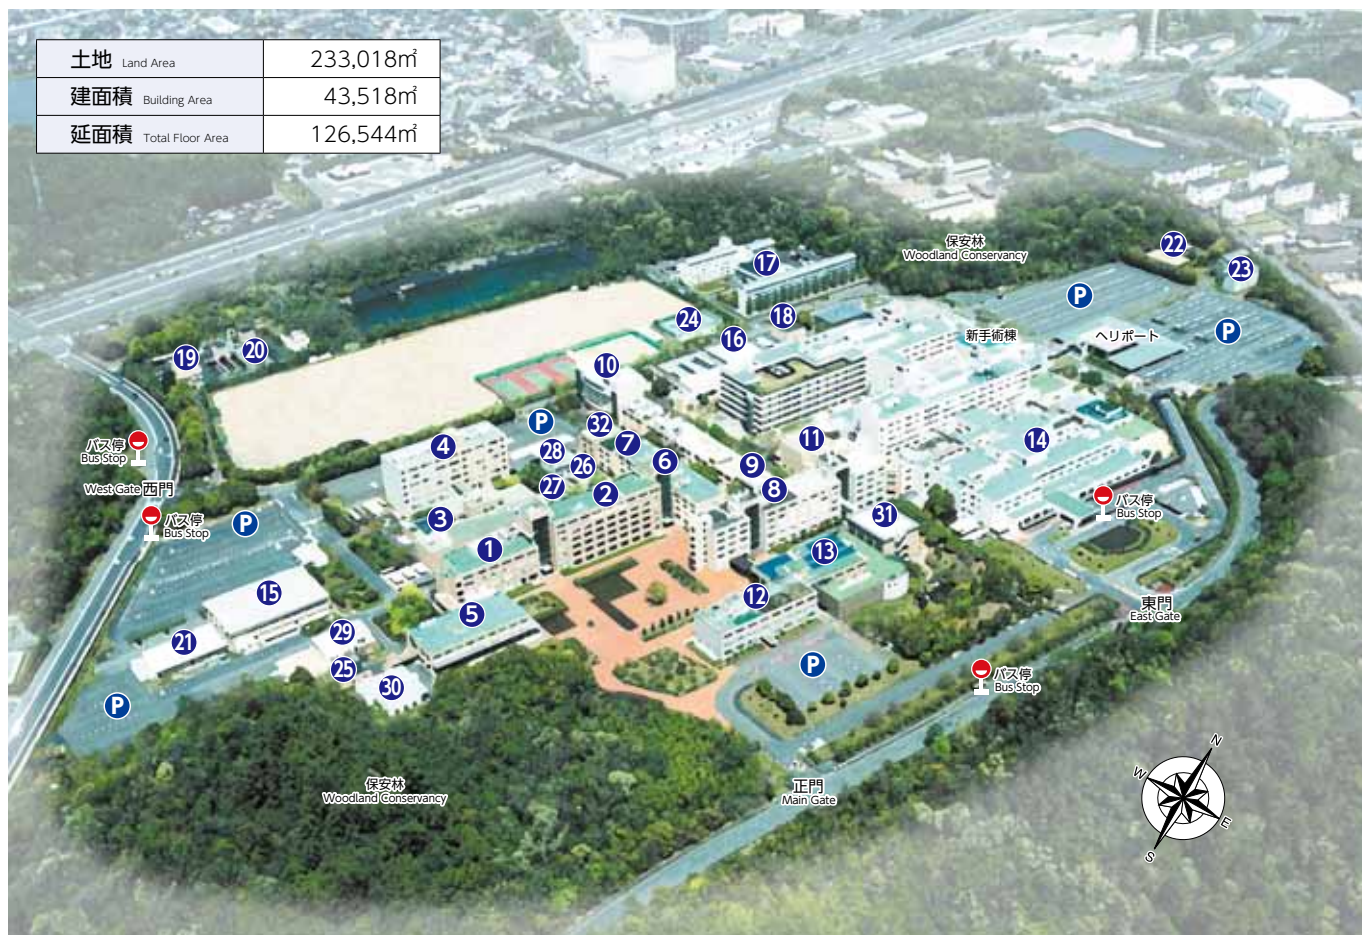 土地 Land Area 233,018㎡
建面積 Building Area 43,518㎡
延面積 Total Floor Area 126,544㎡
保安林
Woodland Conservancy
22
23
17
P
18
24
P
新手術棟
ヘリポート
16
19
20
10
P
32
バス停
Bus Stop
4
7
11
14
28
6
26
9
West Gate 西門
27
2
8
バス停
Bus Stop
バス停
Bus Stop
P
3
31
1
13
15
12
東門
East Gate
5
29
21
25
P
バス停
Bus Stop
30
P
保安林
Woodland Conservancy
正門
Main Gate
N
W
E
S